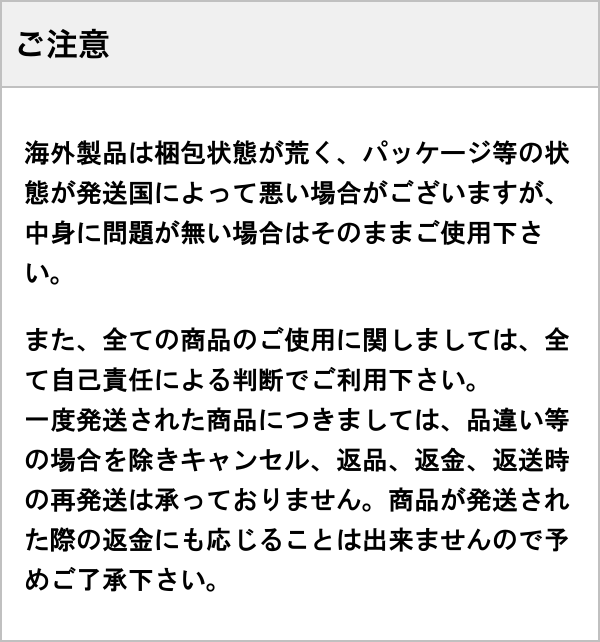 ご注意
海外製品は梱包状態が荒く、パッケージ等の状
態が発送国によって悪い場合がございますが、
中身に問題が無い場合はそのままご使用下さ
い。
また、全ての商品のご使用に関しましては、全
て自己責任による判断でご利用下さい。
一度発送された商品につきましては、品違い等
の場合を除きキャンセル、返品、返金、返送時
の再発送は承っておりません。商品が発送され
た際の返金にも応じることは出来ませんので予
めご了承下さい。